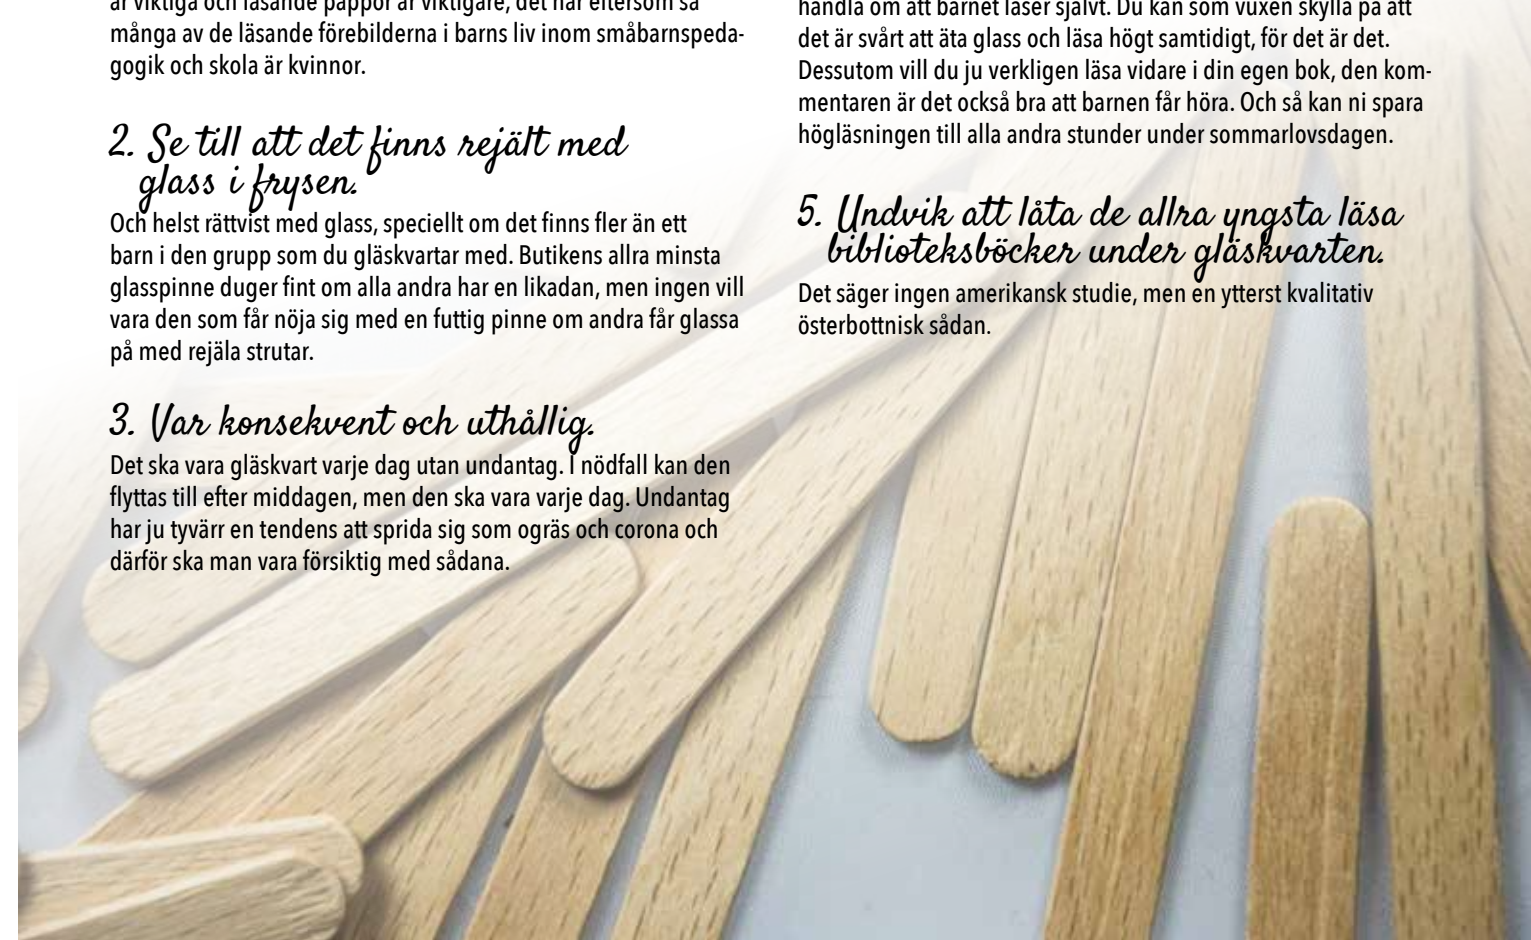 är viktiga och läsande pappor är viktigare, det här eftersom så
många av de läsande förebilderna i barns liv inom småbarnspeda-
gogik och skola är kvinnor.
2. Se till att det finns rejält med
glass i frysen.
Och helst rättvist med glass, speciellt om det finns fler än ett
barn i den grupp som du gläskvartar med. Butikens allra minsta
glasspinne duger fint om alla andra har en likadan, men ingen vill
vara den som får nöja sig med en futtig pinne om andra får glassa
på med rejäla strutar.
3. Var konsekvent och uthållig.
Det ska vara gläskvart varje dag utan undantag. I nödfall kan den
flyttas till efter middagen, men den ska vara varje dag. Undantag
har ju tyvärr en tendens att sprida sig som ogräs och corona och
därför ska man vara försiktig med sådana.
handla om att barnet läser självt. Du kan som vuxen skylla på att
det är svårt att äta glass och läsa högt samtidigt, för det är det.
Dessutom vill du ju verkligen läsa vidare i din egen bok, den kom-
mentaren är det också bra att barnen får höra. Och så kan ni spara
högläsningen till alla andra stunder under sommarlovsdagen.
5. Undvik att låta de allra yngsta läsa
biblioteksböcker under gläskvarten.
Det säger ingen amerikansk studie, men en ytterst kvalitativ
österbottnisk sådan.